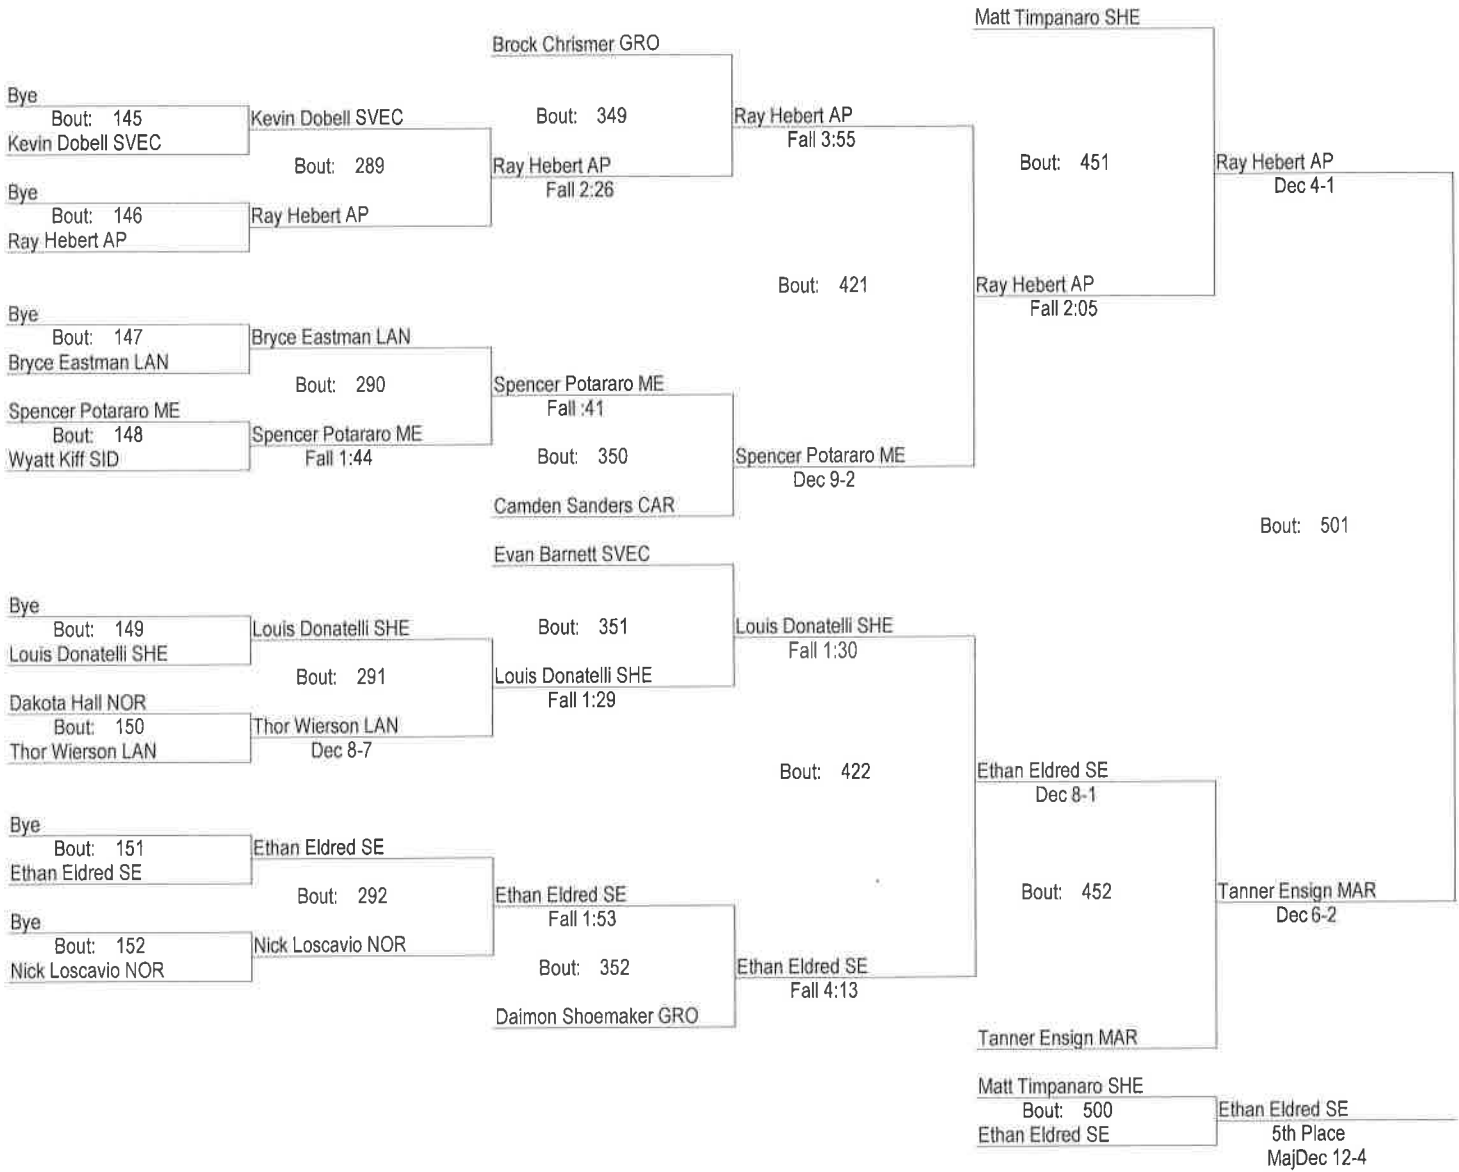 Matt Timpanaro SHE
Brock Chrismer GRO
Bye
Bout: 145
Kevin Dobell SVEC
Kevin Dobell SVEC
Bout: 349
Ray Hebert AP
Fall 3:55
Bout: 289
Ray Hebert AP
Fall 2:26
Bout: 451
Ray Hebert AP
Dec 4-1
Bye
Bout: 146
Ray Hebert AP
Ray Hebert AP
Bout: 421
Ray Hebert AP
Fall 2:05
Bye
Bout: 147
Bryce Eastman LAN
Bryce Eastman LAN
Bout: 290
Spencer Potararo ME
Fall :41
Spencer Potararo ME
Bout: 148
Wyatt Kiff SID
Spencer Potararo ME
Fall 1:44
Bout: 350
Spencer Potararo ME
Dec 9-2
Camden Sanders CAR
Bout: 501
Evan Barnett SVEC
Bye
Bout: 149
Louis Donatelli SHE
Louis Donatelli SHE
Bout: 351
Louis Donatelli SHE
Fall 1:30
Bout: 291
Louis Donatelli SHE
Fall 1:29
Dakota Hall NOR
Bout: 150
Thor Wierson LAN
Thor Wierson LAN
Dec 8-7
Bout: 422
Ethan Eldred SE
Dec 8-1
Bye
Bout: 151
Ethan Eldred SE
Ethan Eldred SE
Bout: 292
Ethan Eldred SE
Fall 1:53
Bout: 452
Tanner Ensign MAR
Dec 6-2
Bye
Bout: 152
Nick Loscavio NOR
Nick Loscavio NOR
Bout: 352
Ethan Eldred SE
Fall 4:13
Daimon Shoemaker GRO
Tanner Ensign MAR
Matt Timpanaro SHE
Bout: 500
Ethan Eldred SE
Ethan Eldred SE
5th Place
MajDec 12-4